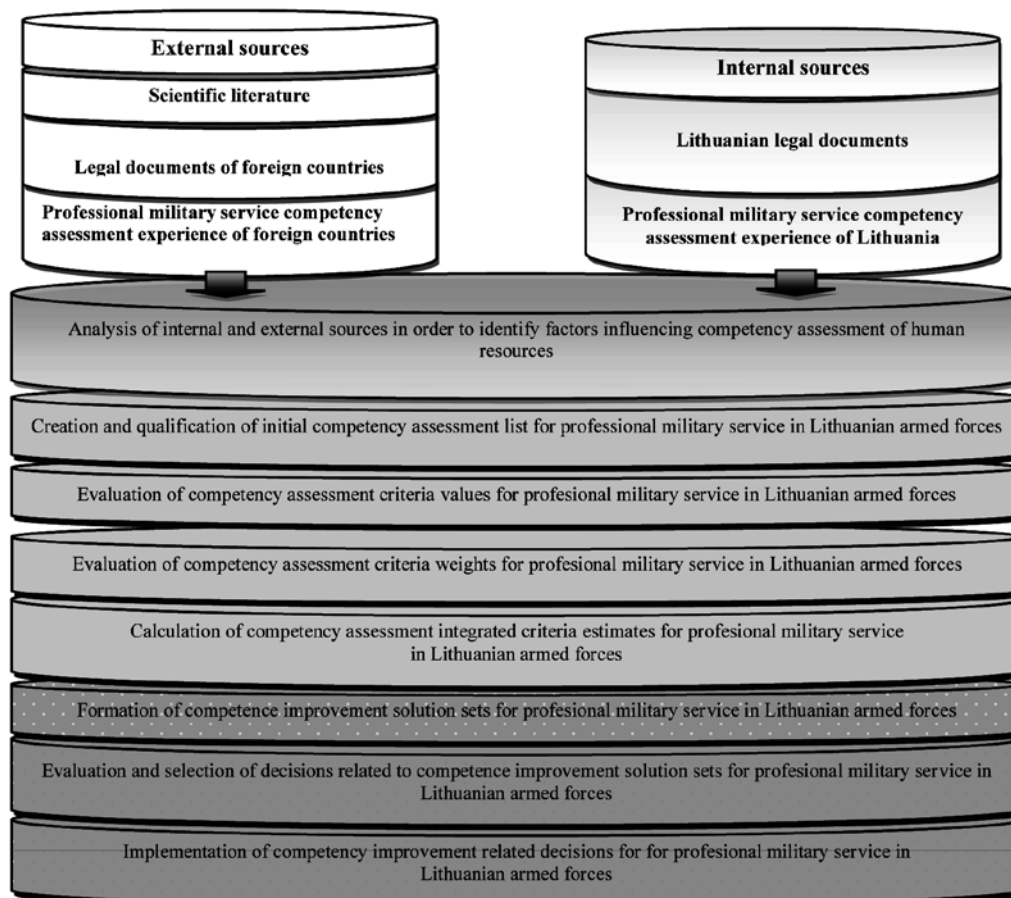 External sources
Scientific literature
Legal documents of foreign countries
Professional military service competency
assessment experience of foreign countries
Internal sources
Lithuanian legal documents
Professional military service competency
assessment experience of Lithuania
Analysis of internal and external sources in order to identify factors influencing competency assessment of human
resources
Creation and qualification of initial competency assessment list for professional military service in Lithuanian armed forces
Evaluation of competency assessment criteria values for profesional military service in Lithuanian armed forces
Evaluation of competency assessment criteria weights for profesional military service in Lithuanian armed forces
Calculation of competency assessment integrated criteria estimates for profesional military service
in Lithuanian armed forces
Formation of competence improvement solution sets for profesional military service in Lithuanian armed forces
Evaluation and selection of decisions related to competence improvement solution sets for profesional military service in
Lithuanian armed forces
Implementation of competency improvement related decisions for for profesional military service in
Lithuanian armed forces